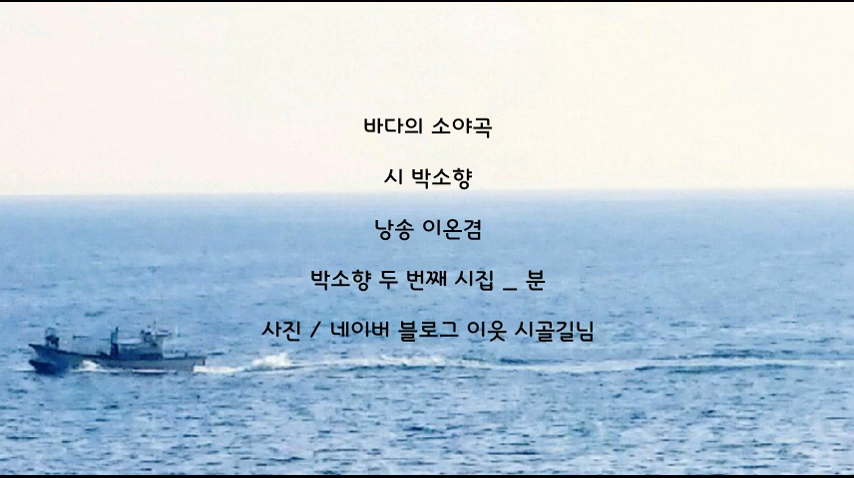 바다의 소야곡
시 박소향
낭송 이온겸
박소향 두 번째 시집 _ 분
사진 / 네이버 블로그 이웃 시골길님